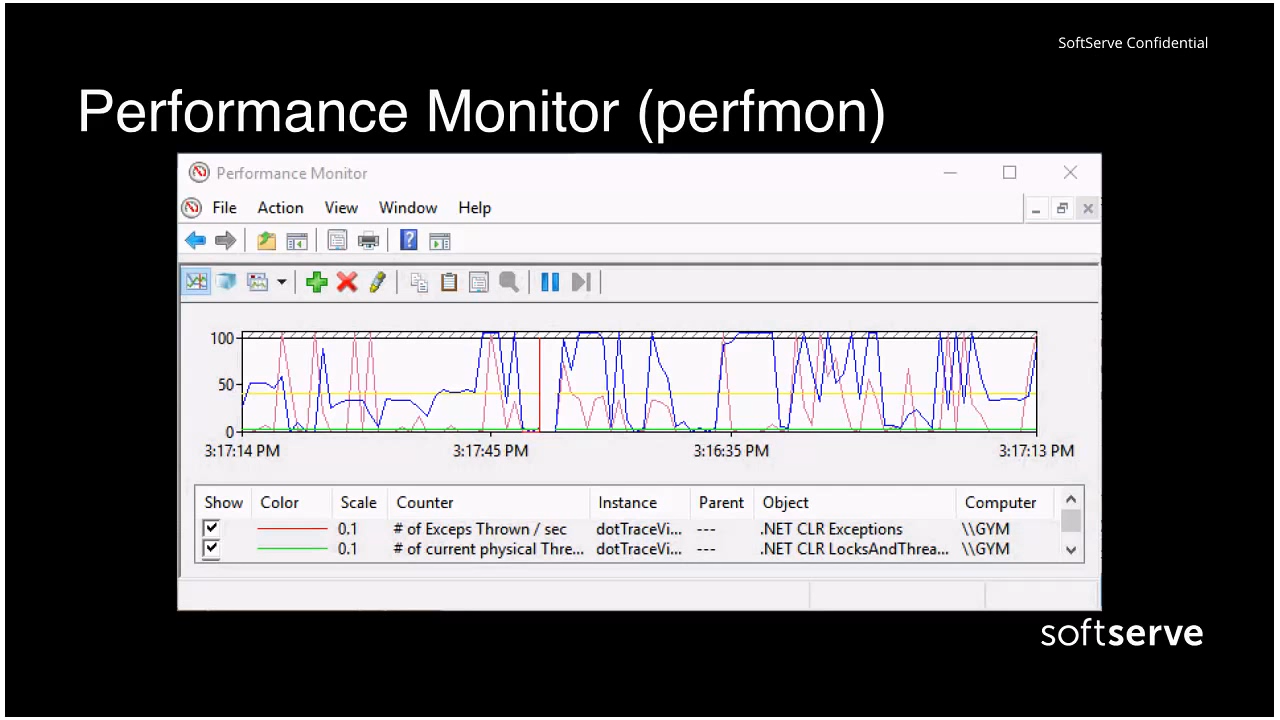 SoftServe Confidential
Performance Monitor (perfmon)
Performance Monitor
File Action View Window Help
100
50
0
3:17:14 PM 3:17:45 PM 3:16:35 PM 3:17:13 PM
Show Color Scale Counter Instance Parent Object Computer
0.1 # of Exceps Thrown / sec dotTraceVi... --- .NET CLR Exceptions \\GYM
0.1 # of current physical Thre... dotTraceVi... --- .NET CLR LocksAndThrea... \\GYM
softserve